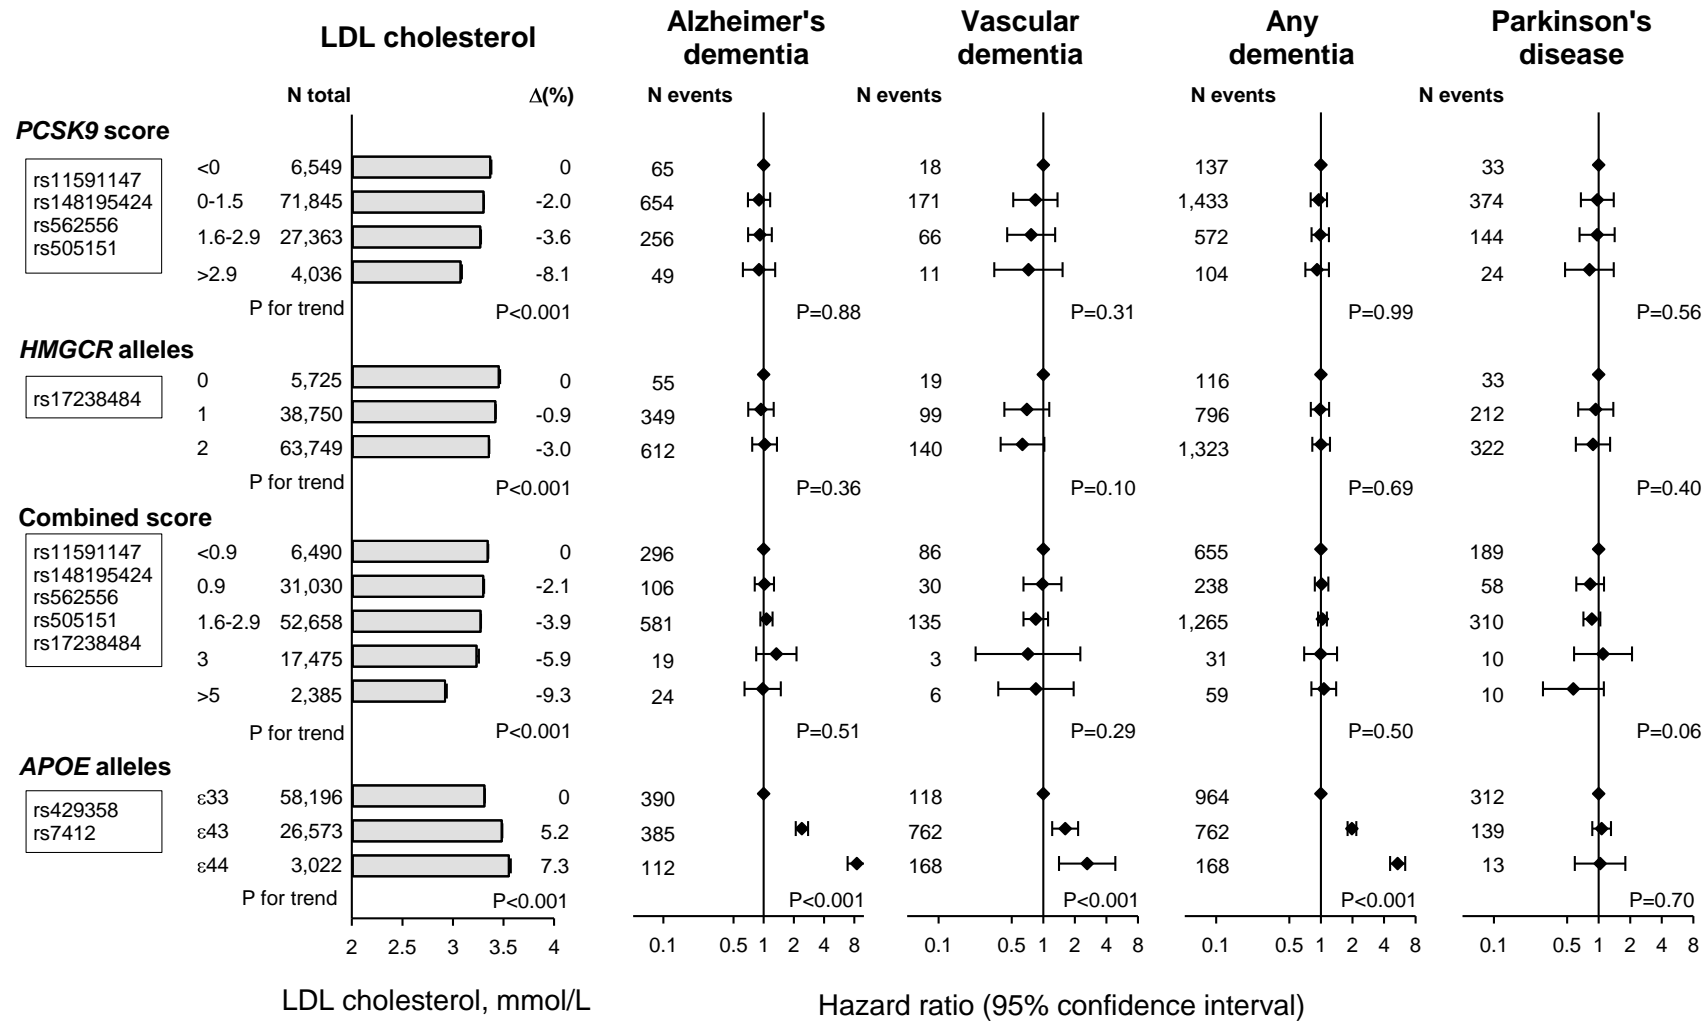 LDL cholesterol
Alzheimer's dementia
Vascular dementia
Any dementia
Parkinson's disease
N total Δ(%) N events N events N events N events
PCSK9 score
rs11591147
rs148195424
rs562556
rs505151
<0 6,549 0 65 18 137 33
0-1.5 71,845 -2.0 654 171 1,433 374
1.6-2.9 27,363 -3.6 256 66 572 144
>2.9 4,036 -8.1 49 11 104 24
P for trend P<0.001 P=0.88 P=0.31 P=0.99 P=0.56
HMGCR alleles
rs17238484
0 5,725 0 55 19 116 33
1 38,750 -0.9 349 99 796 212
2 63,749 -3.0 612 140 1,323 322
P for trend P<0.001 P=0.36 P=0.10 P=0.69 P=0.40
Combined score
rs11591147
rs148195424
rs562556
rs505151
rs17238484
<0.9 6,490 0 296 86 655 189
0.9 31,030 -2.1 106 30 238 58
1.6-2.9 52,658 -3.9 581 135 1,265 310
3 17,475 -5.9 19 3 31 10
>5 2,385 -9.3 24 6 59 10
P for trend P<0.001 P=0.51 P=0.29 P=0.50 P=0.06
APOE alleles
rs429358
rs7412
ε33 58,196 0 390 118 964 312
ε43 26,573 5.2 385 762 762 139
ε44 3,022 7.3 112 168 168 13
P for trend P<0.001 P<0.001 P<0.001 P<0.001 P=0.70
2 2.5 3 3.5 4 0.1 0.5 1 2 4 8 0.1 0.5 1 2 4 8 0.1 0.5 1 2 4 8 0.1 0.5 1 2 4 8
LDL cholesterol, mmol/L
Hazard ratio (95% confidence interval)